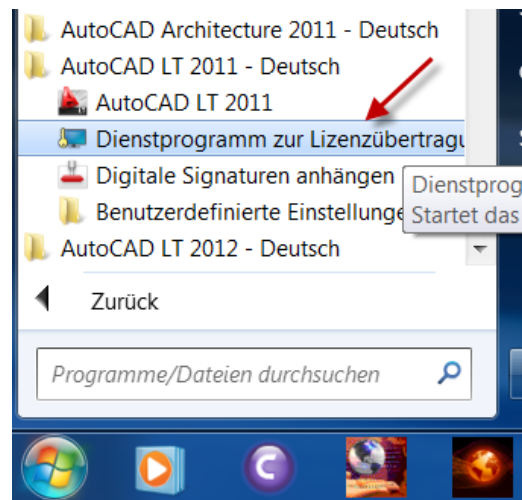 AutoCAD Architecture 2011 - Deutsch
AutoCAD LT 2011 - Deutsch
AutoCAD LT 2011
Dienstprogramm zur Lizenzübertragu
Digitale Signaturen anhängen
Dienstprog
Benutzerdefinierte Einstellunge
Startet das
AutoCAD LT 2012 - Deutsch
Zurück
Programme/Dateien durchsuchen